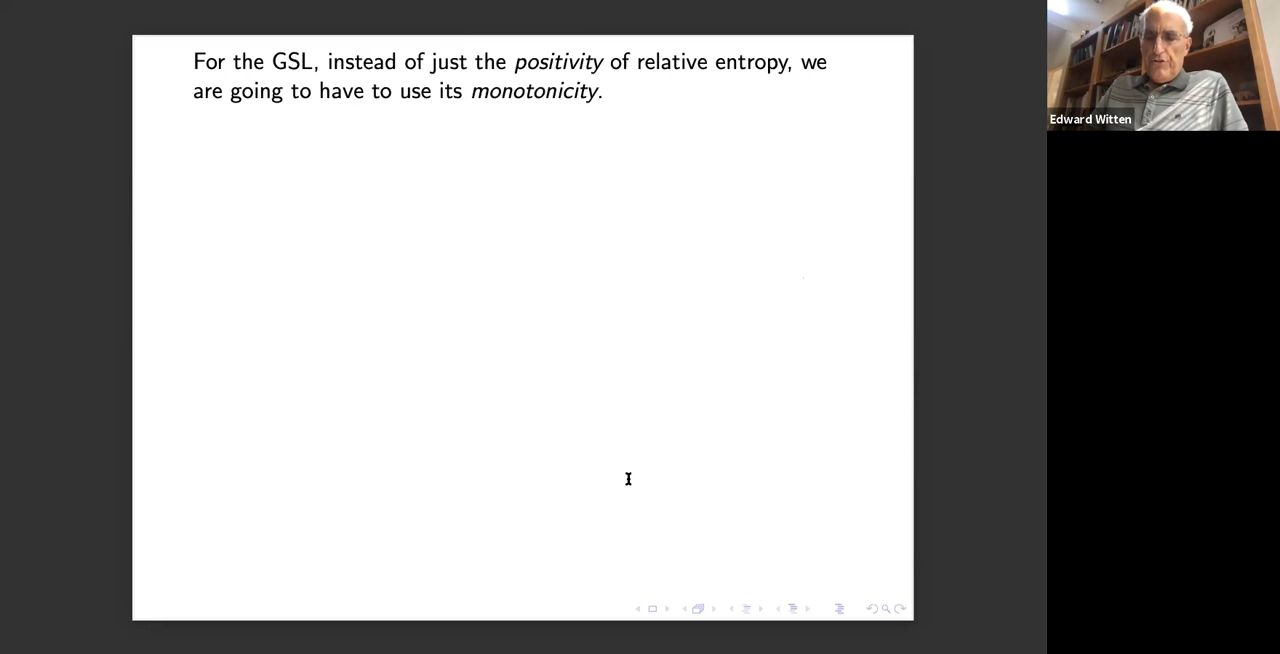 For the GSL, instead of just the positivity of relative entropy, we
are going to have to use its monotonicity.
Edward Witten